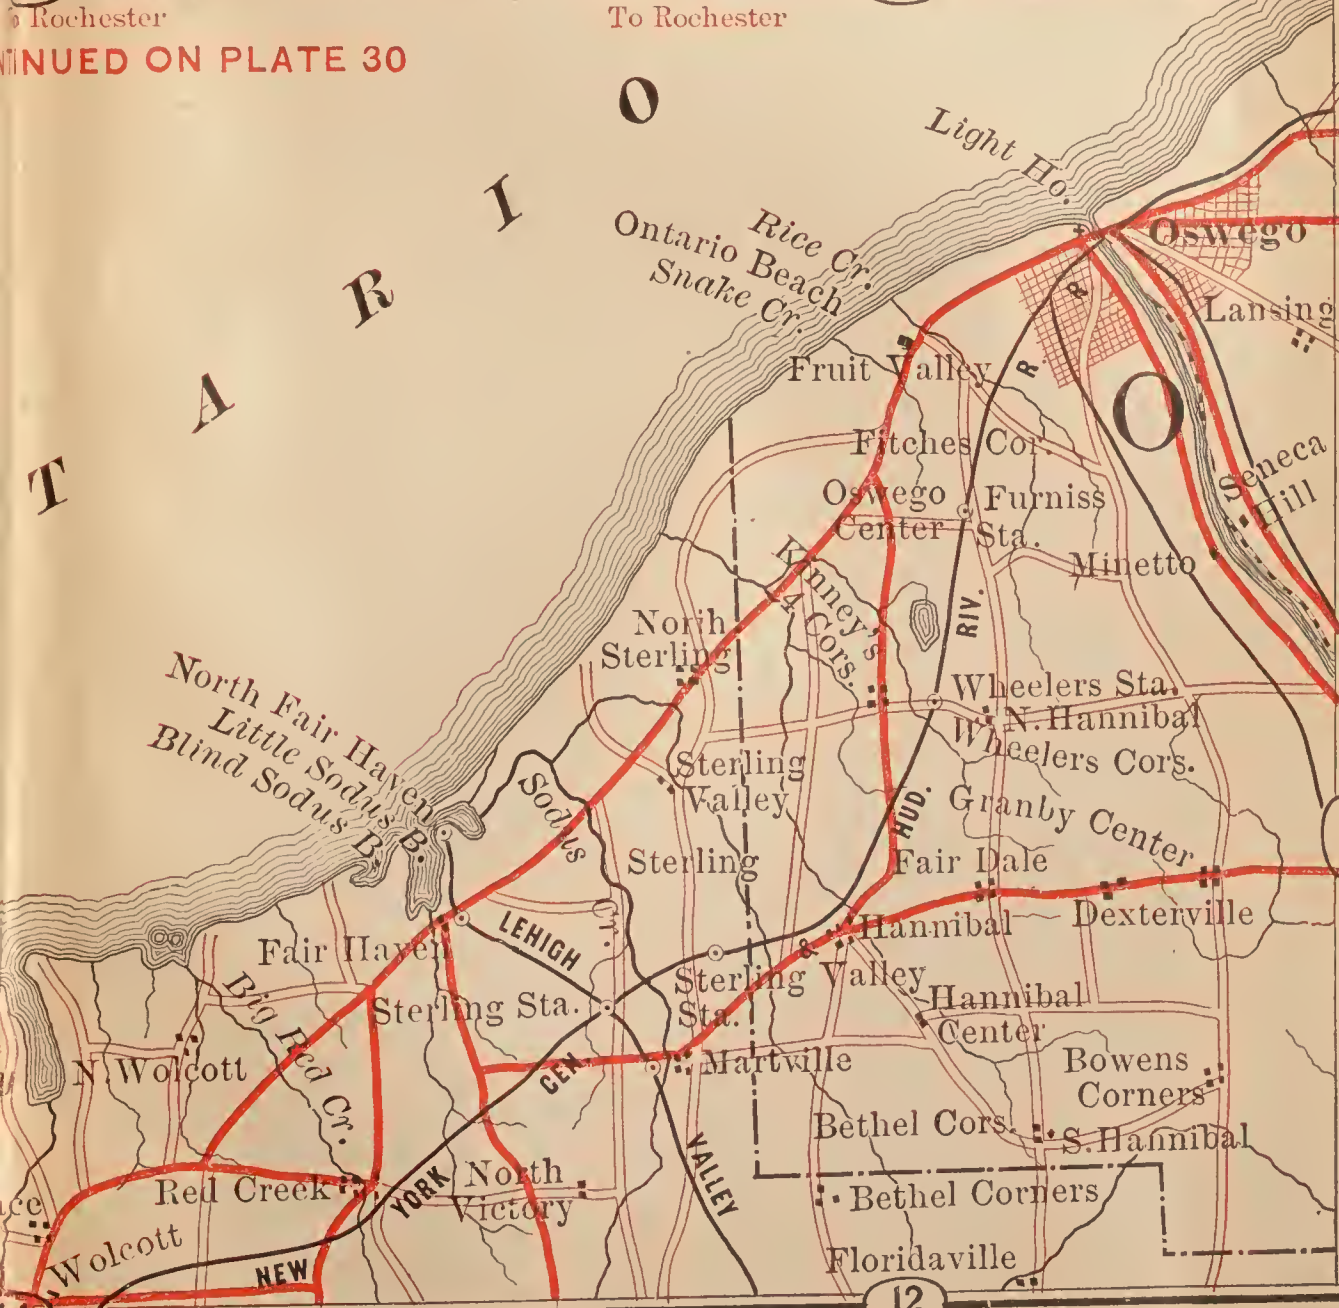 Rochester
To Rochester
NTINUED ON PLATE 30
T A R I O
Light Ho.
Rice Cr.
Ontario Beach
Snake Cr.
Oswego
Lansing
R R
Fruit Valley
O
Fitches Cor.
Seneca
Hill
Oswego
Center
Furniss
Sta.
Minetto
Kinney's
4 Cors.
RIV.
North
Sterling
Wheelers Sta.
N. Hannibal
Wheelers Cors.
North Fair Haven
Little Sodus B.
Blind Sodus B.
Sterling
Valley
Sodus
Cr.
HUD.
Granby Center
Sterling
Fair Dale
Hannibal
Dexterville
LEHIGH
&
Fair Haven
Sterling Valley
Sta.
Sterling Sta.
Hannibal
Center
Big Red Cr.
N. Wolcott
CEN.
Martville
Bowens
Corners
Bethel Cors.
S. Hannibal
VALLEY
YORK
North
Victory
Red Creek
Bethel Corners
Wolcott
Floridaville
NEW
12